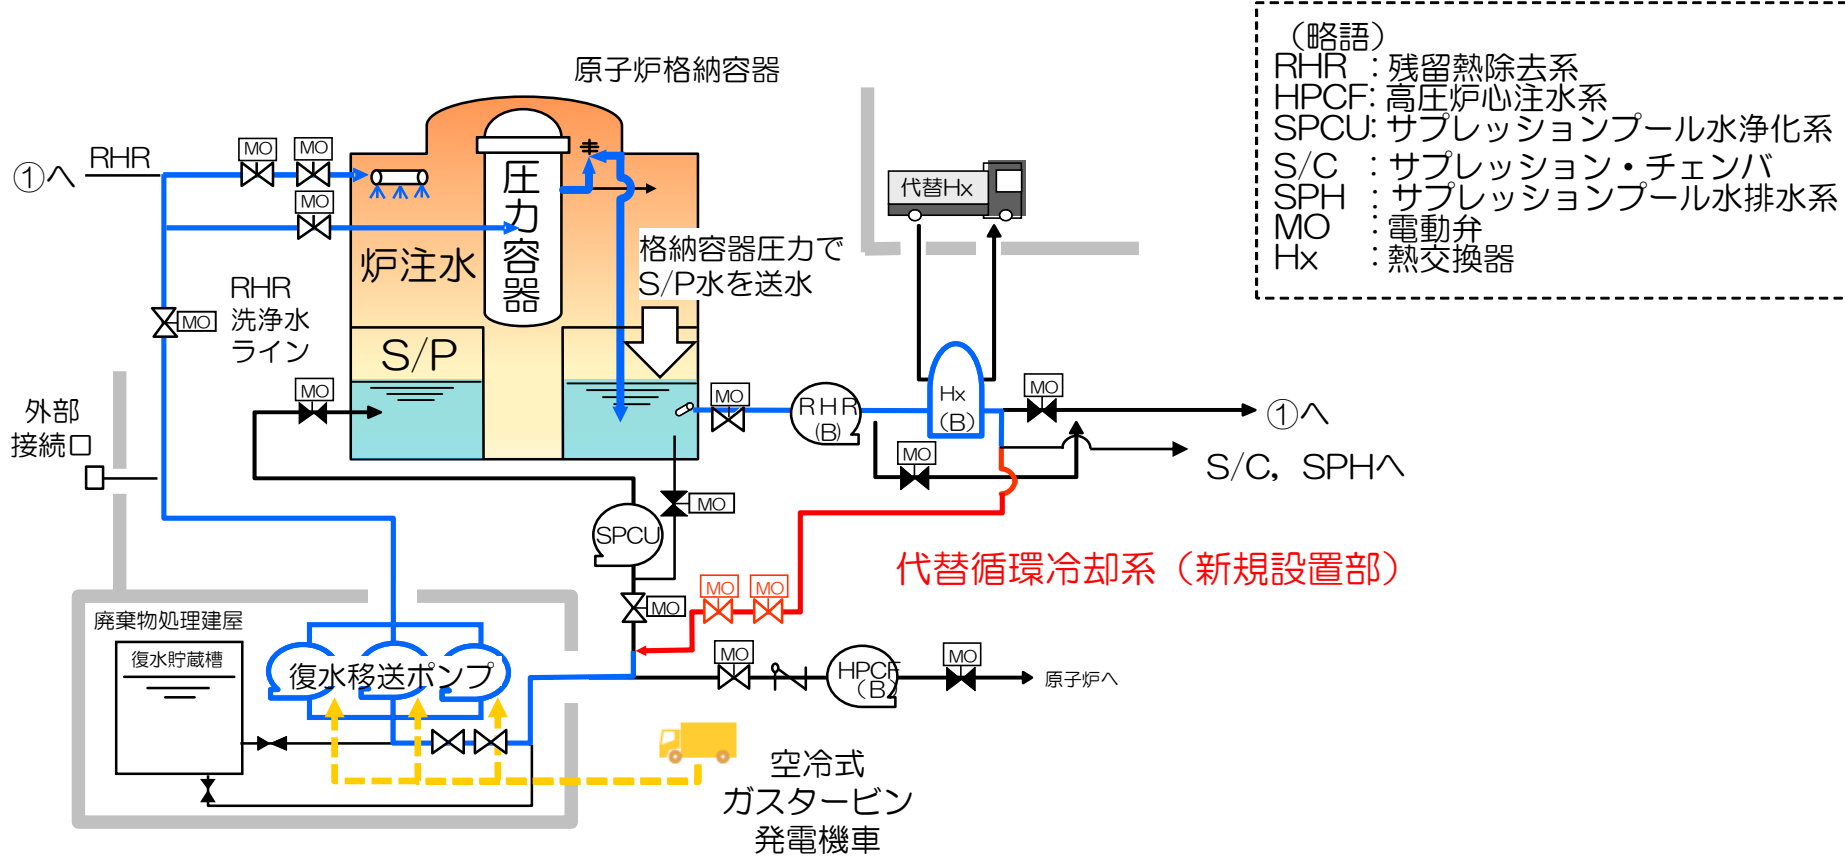 原子炉格納容器
（略語）
RHR ：残留熱除去系
HPCF：高圧炉心注水系
SPCU：サプレッションプール水浄化系
S/C ：サプレッション・チェンバ
SPH ：サプレッションプール水排水系
MO ：電動弁
Hx ：熱交換器
①へ
RHR
MO
MO
MO
圧力容器
代替Hx
炉注水
格納容器圧力で
S/P水を送水
RHR
洗浄水
ライン
MO
S/P
MO
MO
RHR
(B)
Hx
(B)
MO
①へ
外部
接続口
MO
S/C，SPHへ
MO
SPCU
代替循環冷却系（新規設置部）
MO
MO
MO
廃棄物処理建屋
復水貯蔵槽
復水移送ポンプ
MO
HPCF
(B)
MO
原子炉へ
空冷式
ガスタービン
発電機車